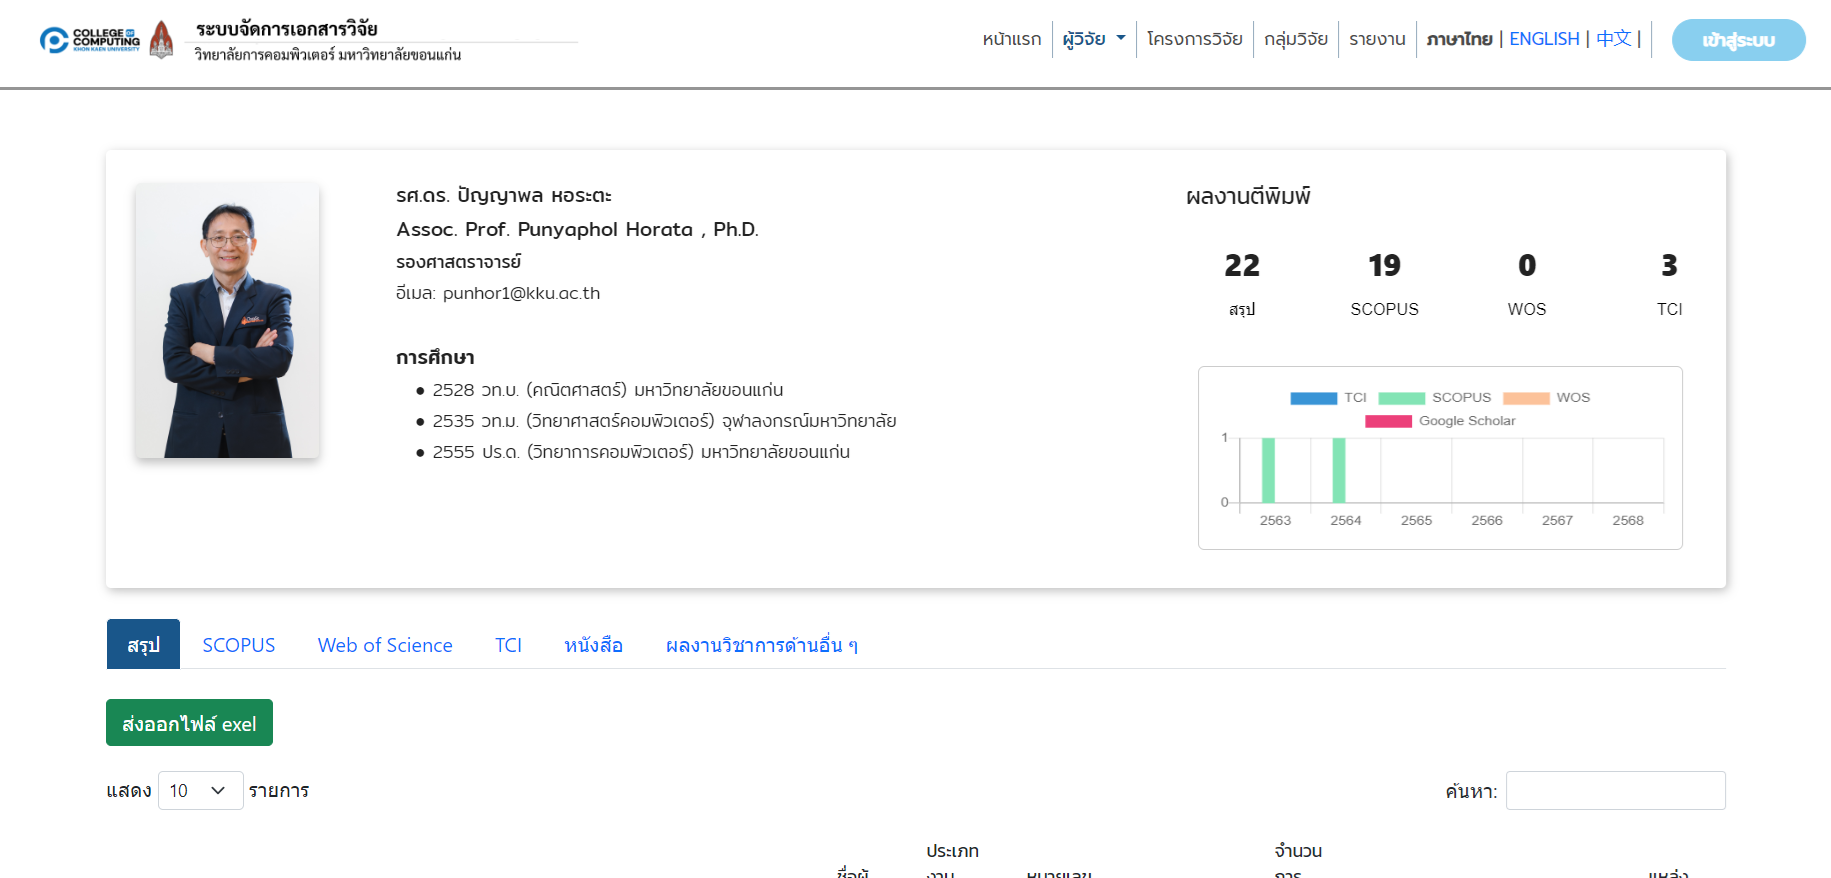 COLLEGE OF
COMPUTING
KHON KAEN UNIVERSITY
ระบบจัดการเอกสารวิจัย
วิทยาลัยการคอมพิวเตอร์ มหาวิทยาลัยขอนแก่น
หน้าแรก ผู้วิจัย โครงการวิจัย กลุ่มวิจัย รายงาน ภาษาไทย | ENGLISH | 中文 | เข้าสู่ระบบ
รศ.ดร. ปัญญาพล หอระตะ
Assoc. Prof. Punyaphol Horata , Ph.D.
รองศาสตราจารย์
อีเมล: punhor1@kku.ac.th
การศึกษา
● 2528 วท.บ. (คณิตศาสตร์) มหาวิทยาลัยขอนแก่น
● 2535 วท.ม. (วิทยาศาสตร์คอมพิวเตอร์) จุฬาลงกรณ์มหาวิทยาลัย
● 2555 ปร.ด. (วิทยาการคอมพิวเตอร์) มหาวิทยาลัยขอนแก่น
ผลงานตีพิมพ์
22 19 0 3
สรุป SCOPUS WOS TCI
TCI SCOPUS WOS
Google Scholar
1
0
2563 2564 2565 2566 2567 2568
สรุป SCOPUS Web of Science TCI หนังสือ ผลงานวิชาการด้านอื่น ๆ
ส่งออกไฟล์ exel
แสดง 10 รายการ ค้นหา:
ประเภท จำนวน
ชื่อผู้ งาน หมายเลข การ แหล่ง